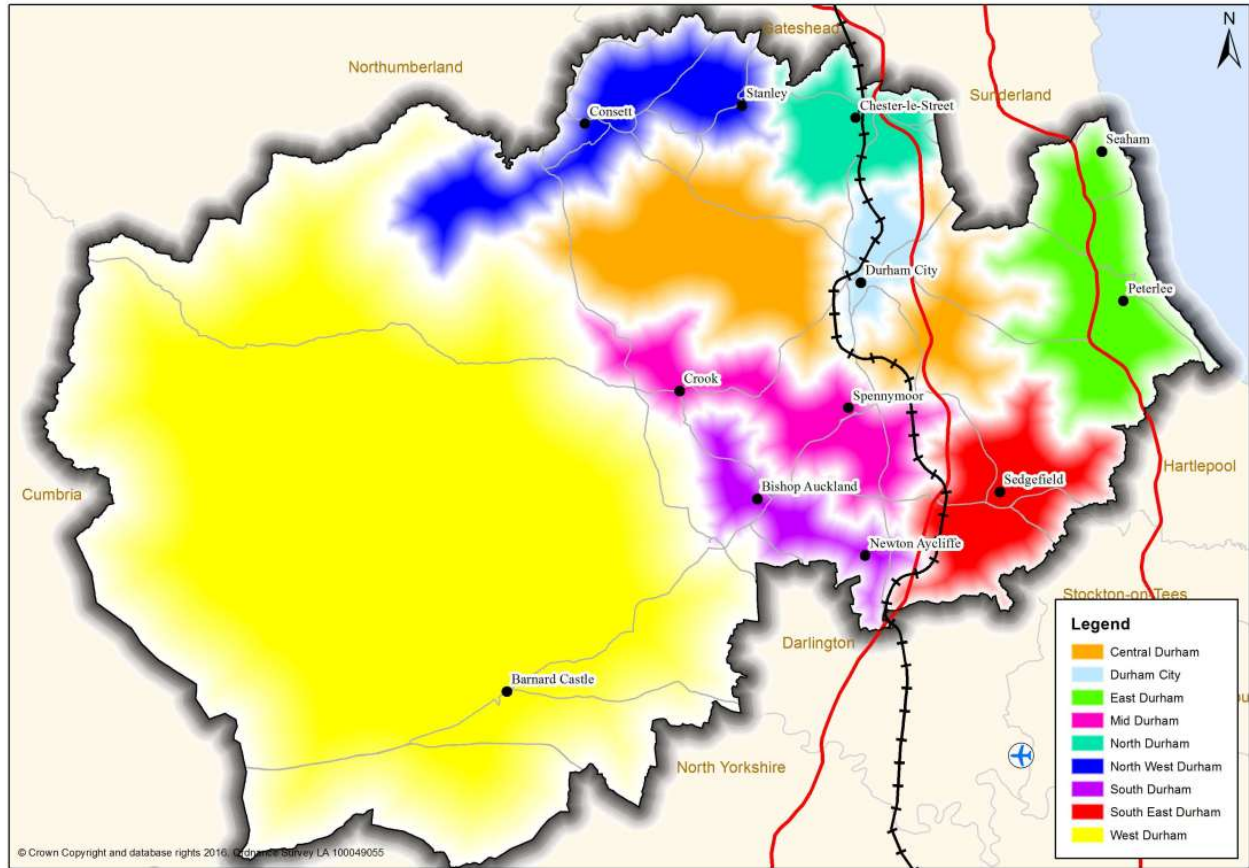 N
Gateshead
Northumberland
Stanley
Sunderland
Chester-le-Street
Consett
Seaham
Durham City
Peterlee
Crook
Spennymoor
Hartlepool
Cumbria
Sedgefield
Bishop Auckland
Newton Aycliffe
Stockton-on-Tees
Darlington
Barnard Castle
North Yorkshire
Legend
Central Durham
Durham City
East Durham
Mid Durham
North Durham
North West Durham
South Durham
South East Durham
West Durham
© Crown Copyright and database rights 2016, Ordnance Survey LA 100049055